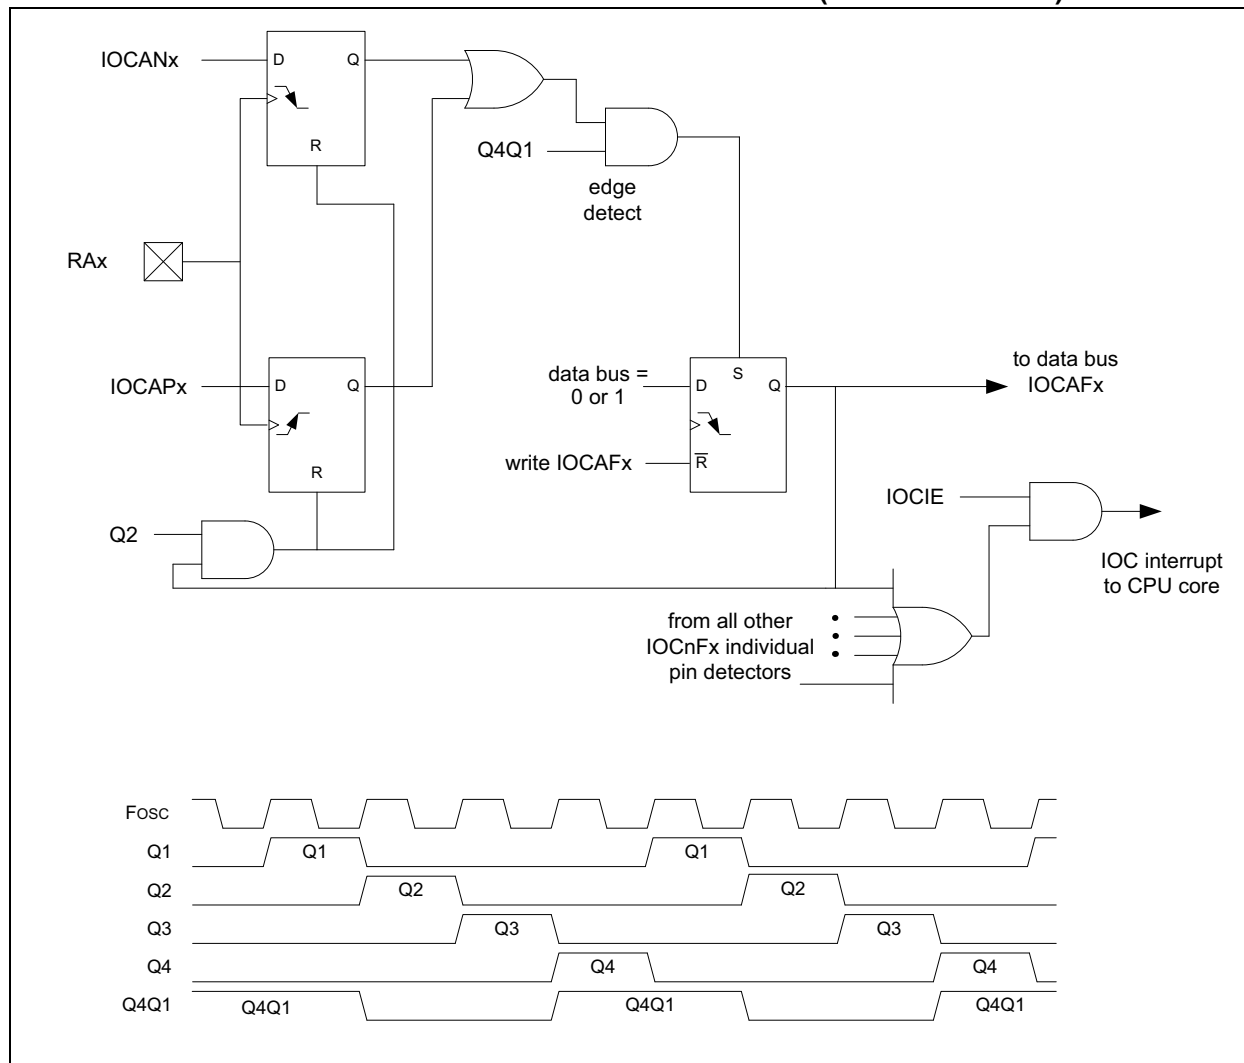 IOCANx
D
Q
R
Q4Q1
edge
detect
RAx
IOCAPx
D
Q
R
data bus =
0 or 1
D
S
Q
to data bus
IOCAFx
write IOCAFx
R
IOCIE
Q2
IOC interrupt
to CPU core
from all other
IOCnFx individual
pin detectors
FOSC
Q1
Q1
Q1
Q2
Q2
Q2
Q3
Q3
Q3
Q4
Q4
Q4
Q4Q1
Q4Q1
Q4Q1
Q4Q1